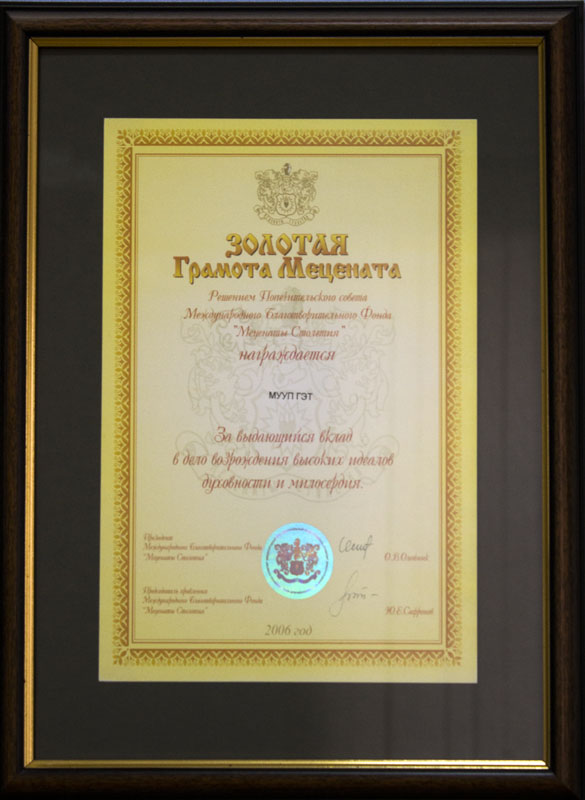 ЗОЛОТАЯ
Грамота Мецената
Решением Попечительского совета
Международного Благотворительного Фонда
"Меценаты Столетия"
награждается
МУУП ГЭТ
За выдающийся вклад
в дело возрождения высоких идеалов
духовности и милосердия.
Президент
Международного Благотворительного Фонда
"Меценаты Столетия"
О.В.Олейник
Председатель правления
Международного Благотворительного Фонда
"Меценаты Столетия"
Ю.Е.Сафронов
2006 год